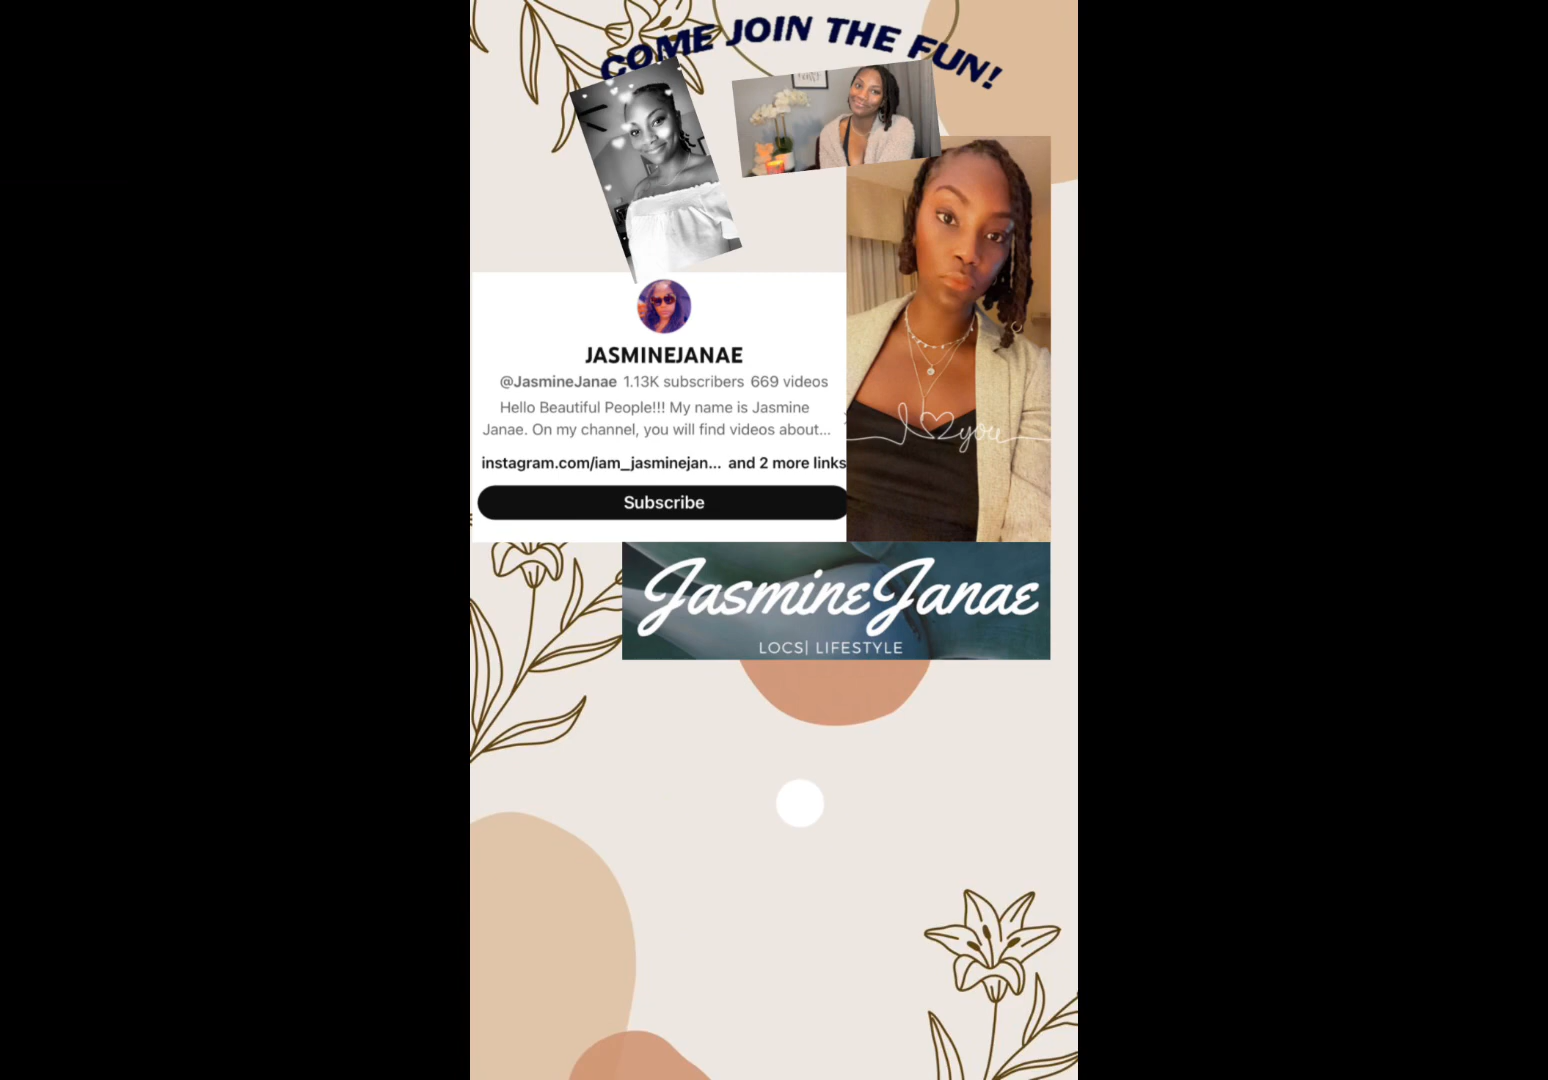 COME JOIN THE FUN!
JASMINEJANAE
@JasmineJanae 1.13K subscribers 669 videos
Hello Beautiful People!!! My name is Jasmine
Janae. On my channel, you will find videos about...
instagram.com/iam_jasminejan... and 2 more links
Subscribe
I you
JasmineJanae
LOCS| LIFESTYLE